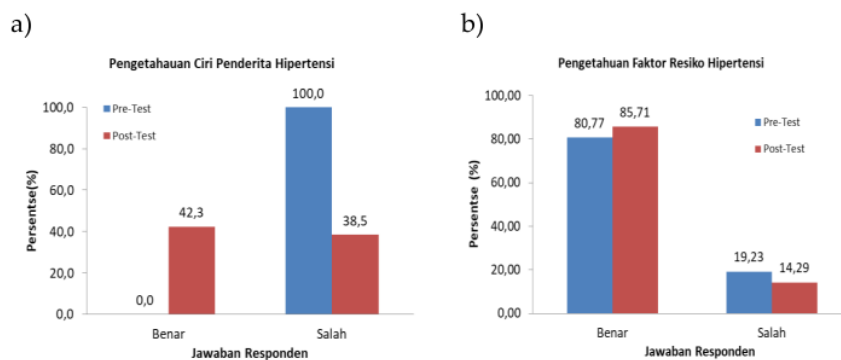 a)
Pengetahauan Ciri Penderita Hipertensi
Persentse(%)
100,0
80,0
60,0
40,0
20,0
0,0
Pre-Test
Post-Test
0,0
42,3
100,0
38,5
Benar
Salah
Jawaban Responden
b)
Pengetahuan Faktor Resiko Hipertensi
Persentse (%)
100,00
80,00
60,00
40,00
20,00
0,00
Pre-Test
Post-Test
80,77
85,71
19,23
14,29
Benar
Salah
Jawaban Responden